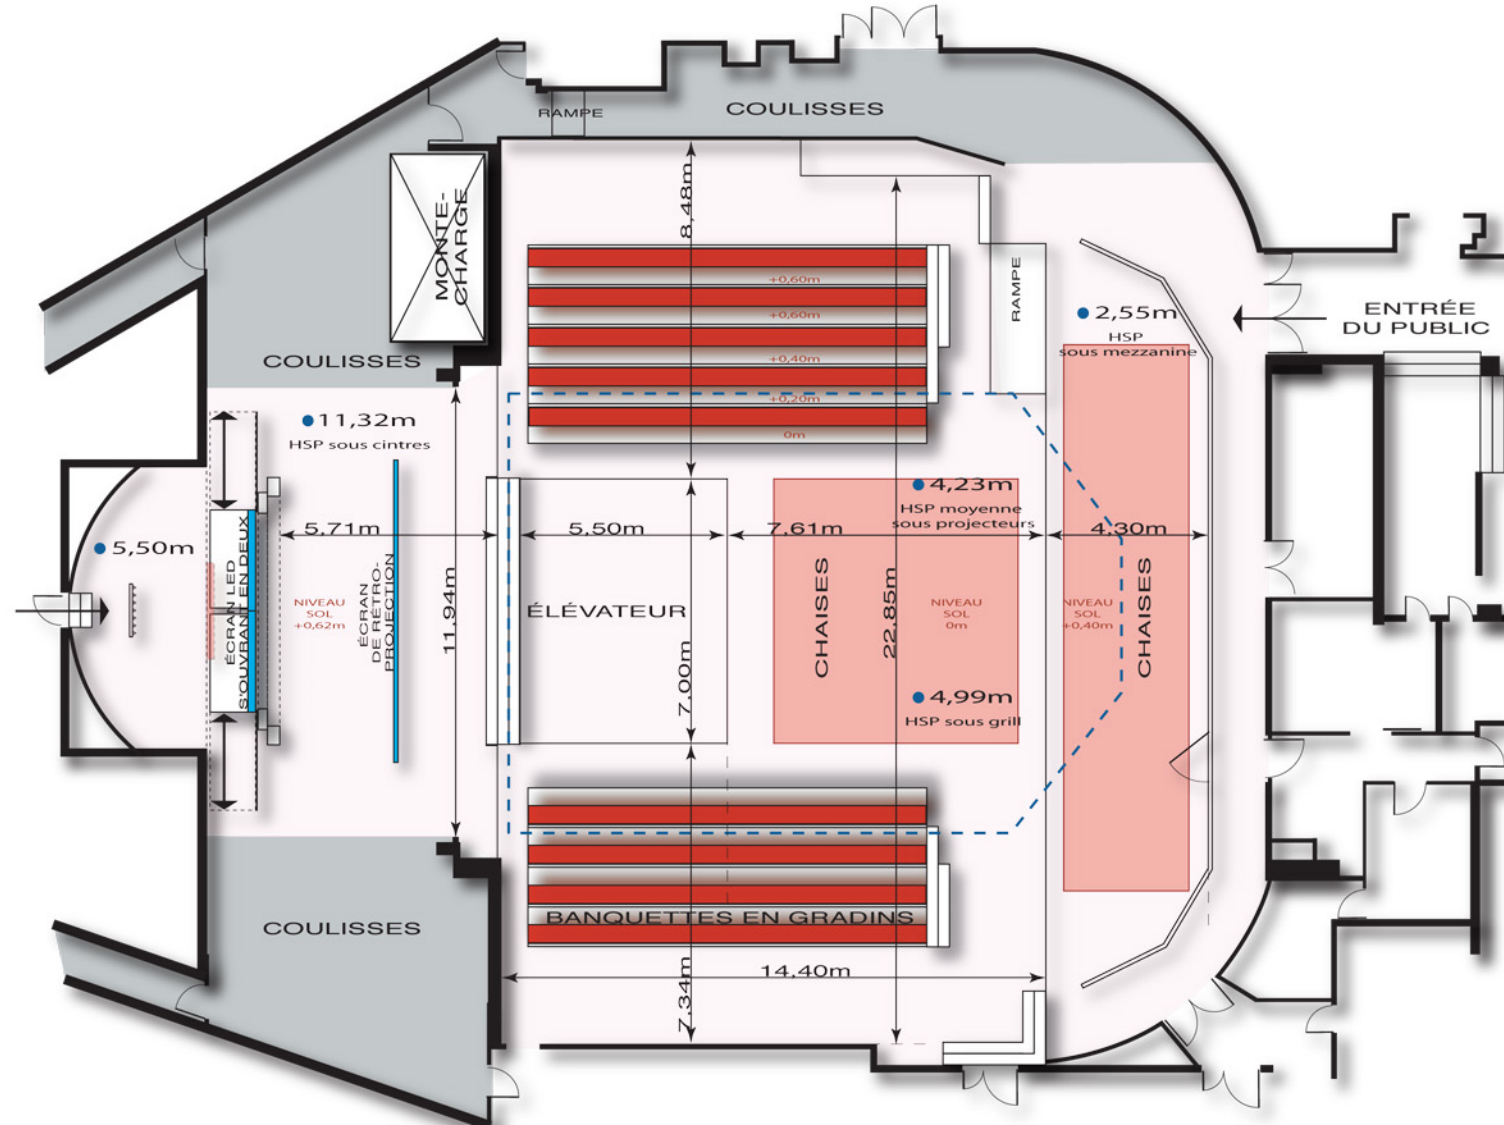 COULISSES
RAMPE
8,48m
MONTE-
CHARGE
+0,60m
+0,60m
+0,40m
+0,20m
0m
RAMPE
2,55m
HSP
sous mezzanine
ENTRÉE
DU PUBLIC
COULISSES
11,32m
HSP sous cintres
4,23m
HSP moyenne
sous projecteurs
5,71m
5,50m
7,61m
4,30m
5,50m
ÉCRAN LED
S'OUVRANT EN DEUX
NIVEAU
SOL
+0,62m
ÉCRAN
DE RÉTRO-
PROJECTION
11,94m
ÉLÉVATEUR
7,00m
CHAISES
22,85m
NIVEAU
SOL
0m
NIVEAU
SOL
+0,40m
CHAISES
4,99m
HSP sous grill
COULISSES
BANQUETTES EN GRADINS
14,40m
7,34m